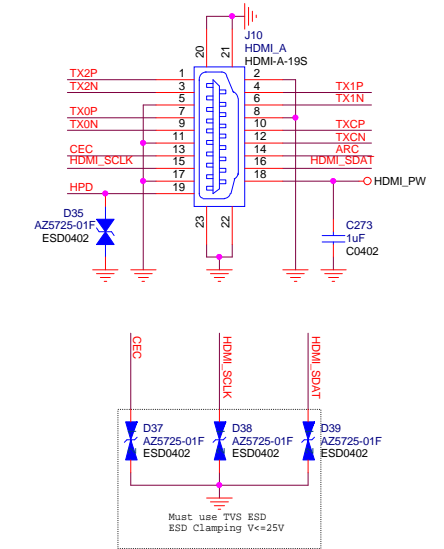 J10
HDMI_A
HDMI-A-19S
20
21
TX2P 1 2
TX2N 3 4 TX1P
5 6 TX1N
TX0P 7 8
TX0N 9 10 TXCP
11 12 TXCN
CEC 13 14 ARC
HDMI_SCLK 15 16 HDMI_SDAT
17 18 HDMI_PW
HPD 19
23
22
D35
AZ5725-01F
ESD0402
C273
1uF
C0402
CEC
HDMI_SCLK
HDMI_SDAT
D37
AZ5725-01F
ESD0402
D38
AZ5725-01F
ESD0402
D39
AZ5725-01F
ESD0402
Must use TVS ESD
ESD Clamping V<=25V